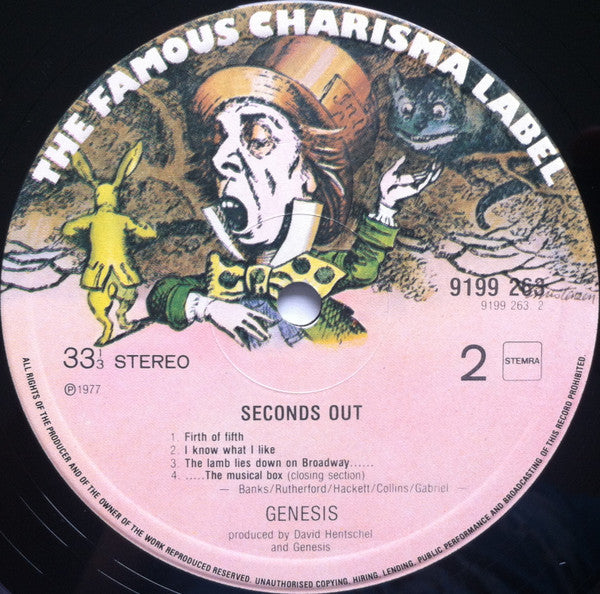 THE FAMOUS CHARISMA LABEL
9199 263
9199 263. 2
33 1/3 STEREO
2
STEMRA
℗ 1977
SECONDS OUT
1. Firth of fifth
2. I know what I like
3. The lamb lies down on Broadway......
4. .....The musical box (closing section)
— Banks/Rutherford/Hackett/Collins/Gabriel —
GENESIS
produced by David Hentschel
and Genesis
ALL RIGHTS OF THE PRODUCER AND OF THE OWNER OF THE WORK REPRODUCED RESERVED. UNAUTHORISED COPYING, HIRING, LENDING, PUBLIC PERFORMANCE AND BROADCASTING OF THIS RECORD PROHIBITED.